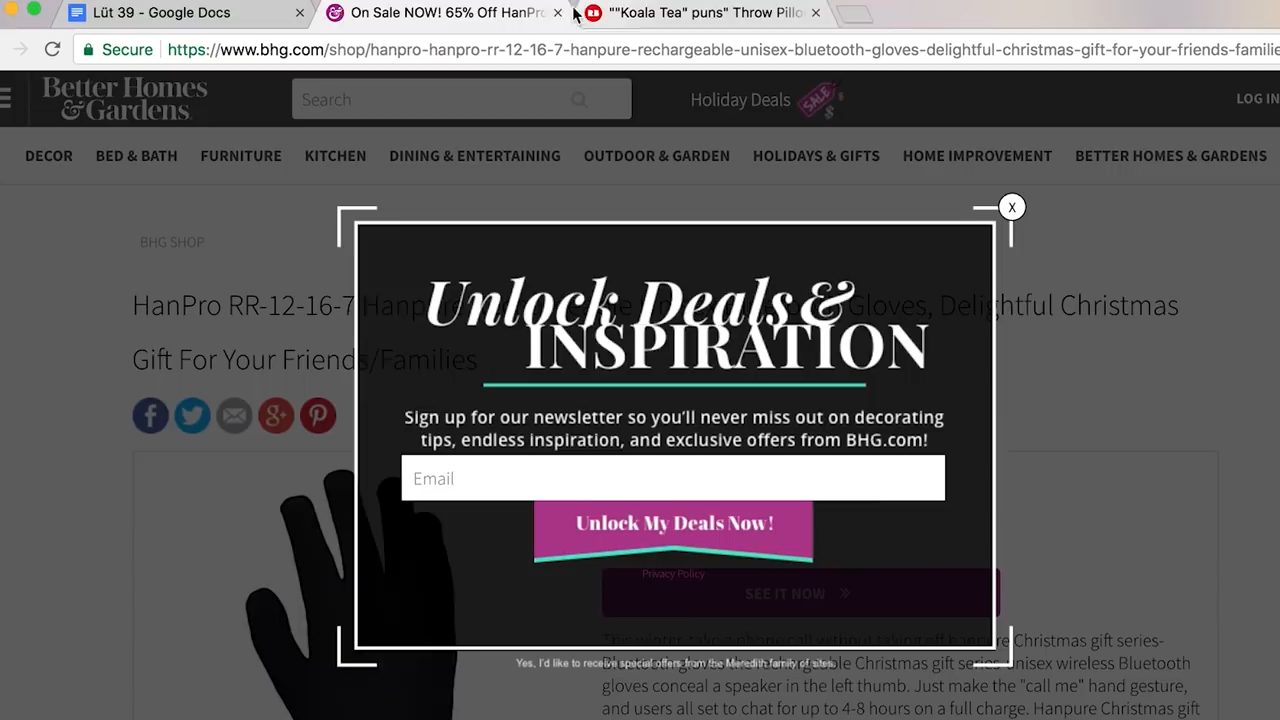 Lüt 39 - Google Docs
On Sale NOW! 65% Off HanPro
""Koala Tea" puns" Throw Pillo
Secure https://www.bhg.com/shop/hanpro-hanpro-rr-12-16-7-hanpure-rechargeable-unisex-bluetooth-gloves-delightful-christmas-gift-for-your-friends-familie
Better Homes
& Gardens
Search
Holiday Deals
SALE
$
LOG IN
DECOR BED & BATH FURNITURE KITCHEN DINING & ENTERTAINING OUTDOOR & GARDEN HOLIDAYS & GIFTS HOME IMPROVEMENT BETTER HOMES & GARDENS
X
BHG SHOP
HanPro RR-12-16-7 Gloves, Delightful Christmas
Gift For Your Friends/Families
Unlock Deals &
INSPIRATION
Sign up for our newsletter so you'll never miss out on decorating
tips, endless inspiration, and exclusive offers from BHG.com!
Email
Unlock My Deals Now!
Privacy Policy
SEE IT NOW »
Yes, I'd like to receive special offers from the Meredith family of sites.
Christmas gift series-
Christmas gift series-unisex wireless Bluetooth
gloves conceal a speaker in the left thumb. Just make the "call me" hand gesture,
and users all set to chat for up to 4-8 hours on a full charge. Hanpure Christmas gift